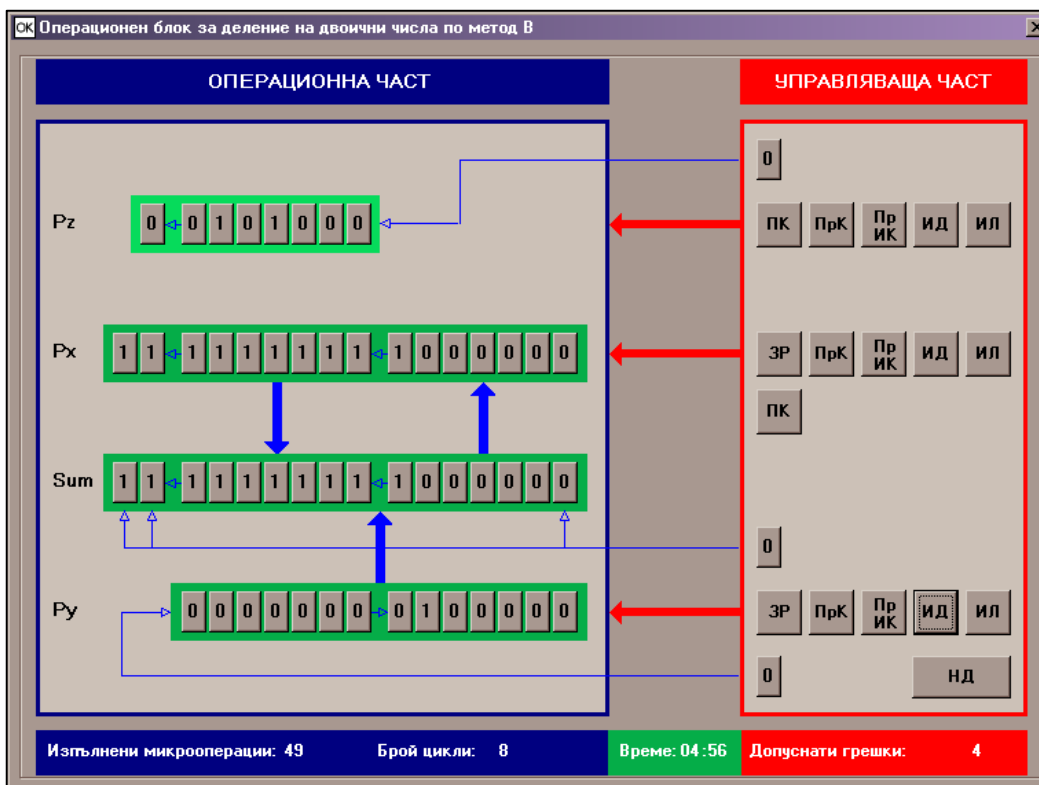 OK Операционен блок за деление на двоични числа по метод В
ОПЕРАЦИОННА ЧАСТ УПРАВЛЯВАЩА ЧАСТ
0
Pz 0 0 1 0 1 0 0 0 ПК ПрК Пр ИК ИД ИЛ
Px 1 1 1 1 1 1 1 1 1 1 0 0 0 0 0 0 ЗР ПрК Пр ИК ИД ИЛ
ПК
Sum 1 1 1 1 1 1 1 1 1 1 0 0 0 0 0 0
0
Py 0 0 0 0 0 0 0 0 1 0 0 0 0 0 ЗР ПрК Пр ИК ИД ИЛ
0 НД
Изпълнени микрооперации: 49 Брой цикли: 8 Време: 04:56 Допуснати грешки: 4